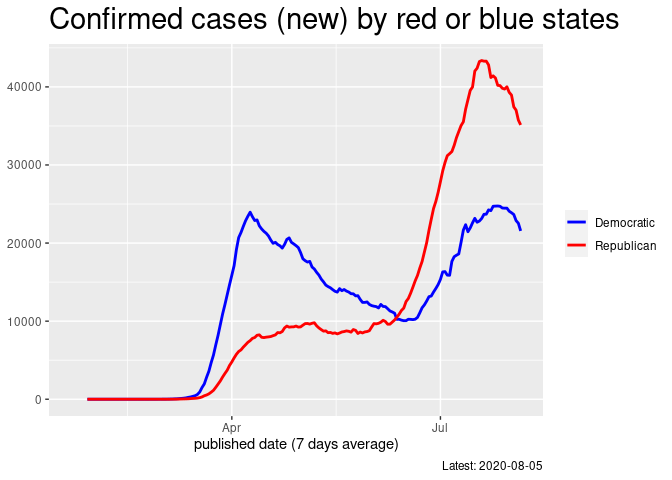 Confirmed cases (new) by red or blue states
40000
30000
20000
10000
0
Apr
Jul
published date (7 days average)
Democratic
Republican
Latest: 2020-08-05